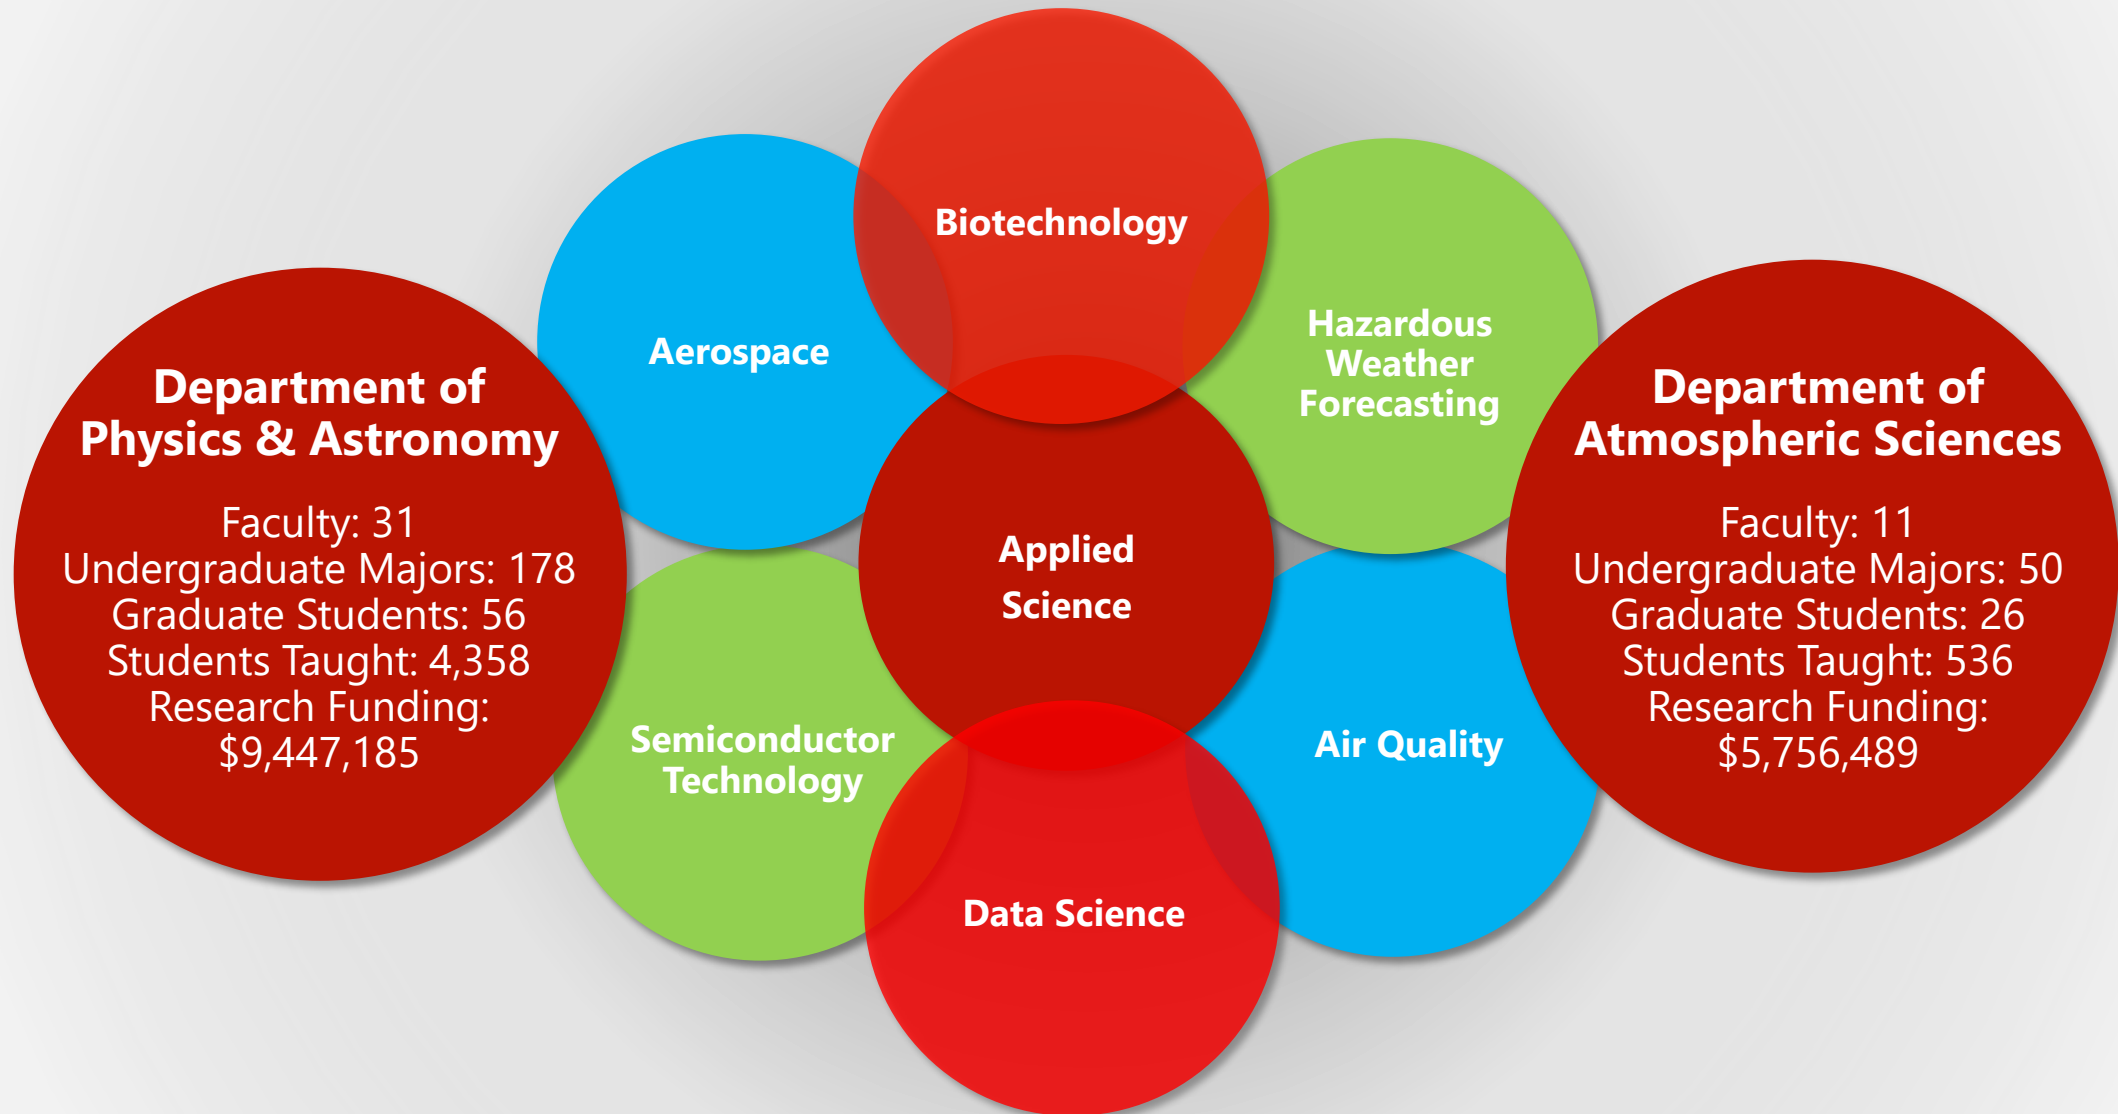 Biotechnology
Aerospace
Hazardous
Weather
Forecasting
Department of
Physics & Astronomy
Faculty: 31
Undergraduate Majors: 178
Graduate Students: 56
Students Taught: 4,358
Research Funding:
$9,447,185
Applied
Science
Department of
Atmospheric Sciences
Faculty: 11
Undergraduate Majors: 50
Graduate Students: 26
Students Taught: 536
Research Funding:
$5,756,489
Semiconductor
Technology
Air Quality
Data Science